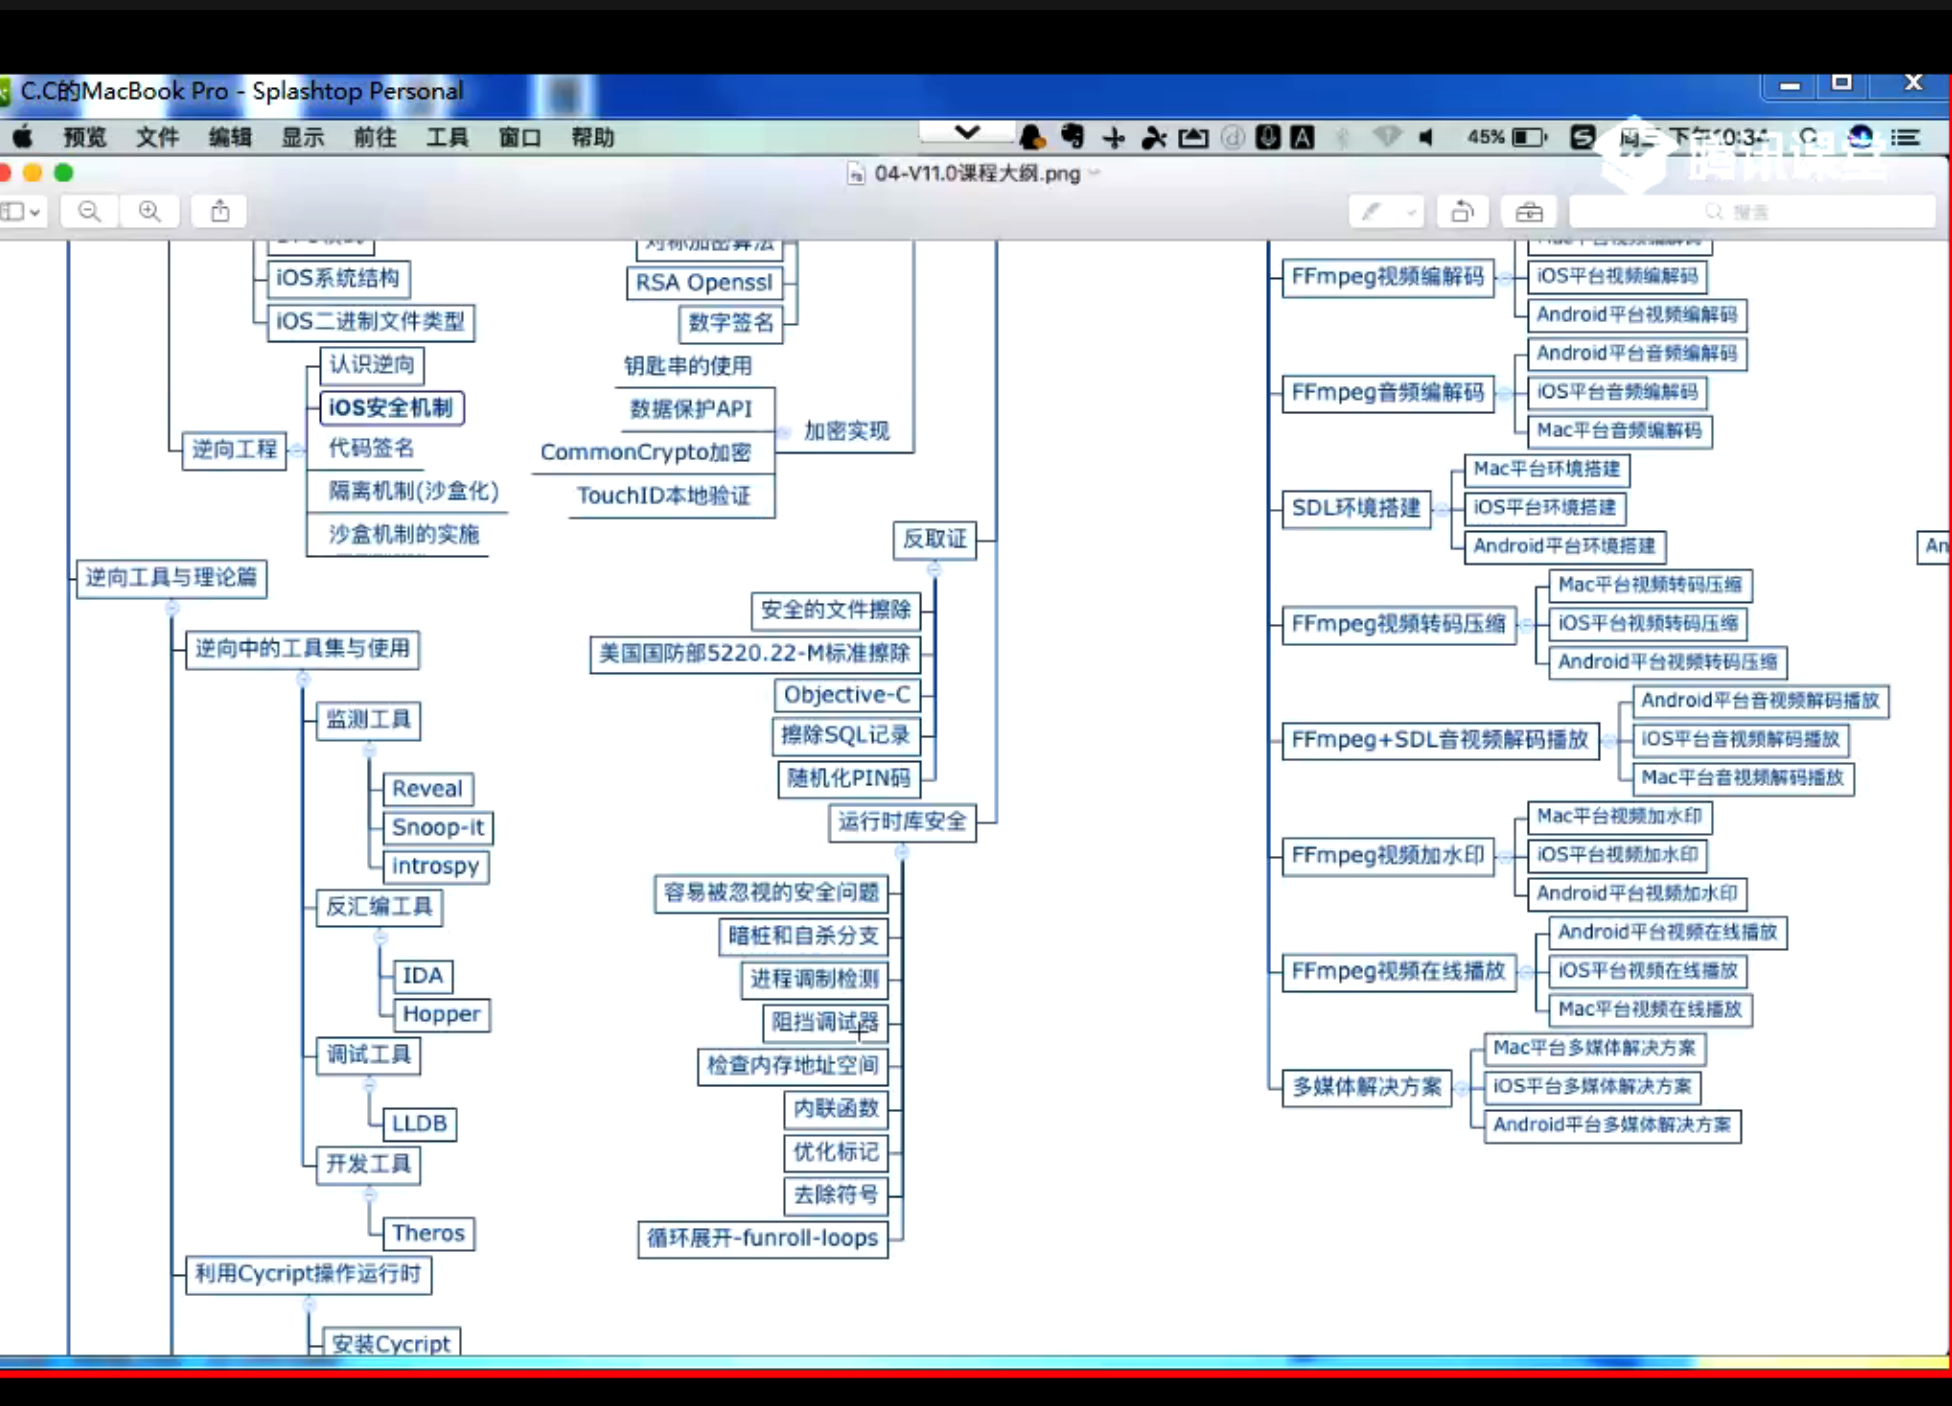 C.C的MacBook Pro - Splashtop Personal
预览 文件 编辑 显示 前往 工具 窗口 帮助
45%
下午10:34
腾讯课堂
04-V11.0课程大纲.png
搜索
iOS系统结构
iOS二进制文件类型
认识逆向
iOS安全机制
逆向工程
代码签名
隔离机制(沙盒化)
沙盒机制的实施
逆向工具与理论篇
逆向中的工具集与使用
监测工具
Reveal
Snoop-it
introspy
反汇编工具
IDA
Hopper
调试工具
LLDB
开发工具
Theros
利用Cycript操作运行时
安装Cycript
对称加密算法
RSA Openssl
数字签名
钥匙串的使用
数据保护API
加密实现
CommonCrypto加密
TouchID本地验证
反取证
安全的文件擦除
美国国防部5220.22-M标准擦除
Objective-C
擦除SQL记录
随机化PIN码
运行时库安全
容易被忽视的安全问题
暗桩和自杀分支
进程调制检测
阻挡调试器
检查内存地址空间
内联函数
优化标记
去除符号
循环展开-funroll-loops
Mac平台视频编解码
FFmpeg视频编解码
iOS平台视频编解码
Android平台视频编解码
Android平台音频编解码
FFmpeg音频编解码
iOS平台音频编解码
Mac平台音频编解码
Mac平台环境搭建
SDL环境搭建
iOS平台环境搭建
Android平台环境搭建
An
Mac平台视频转码压缩
FFmpeg视频转码压缩
iOS平台视频转码压缩
Android平台视频转码压缩
Android平台音视频解码播放
FFmpeg+SDL音视频解码播放
iOS平台音视频解码播放
Mac平台音视频解码播放
Mac平台视频加水印
FFmpeg视频加水印
iOS平台视频加水印
Android平台视频加水印
Android平台视频在线播放
FFmpeg视频在线播放
iOS平台视频在线播放
Mac平台视频在线播放
Mac平台多媒体解决方案
多媒体解决方案
iOS平台多媒体解决方案
Android平台多媒体解决方案